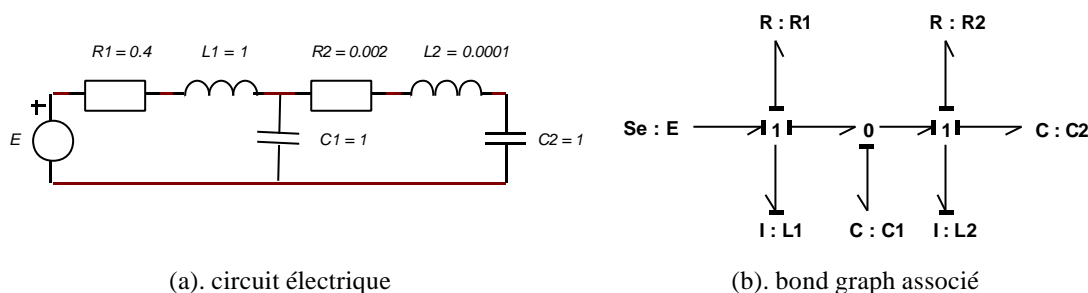 R1 = 0.4
L1 = 1
R2 = 0.002
L2 = 0.0001
+
E
C1 = 1
C2 = 1
(a). circuit électrique
R : R1
R : R2
Se : E
1
0
1
C : C2
I : L1
C : C1
I : L2
(b). bond graph associé